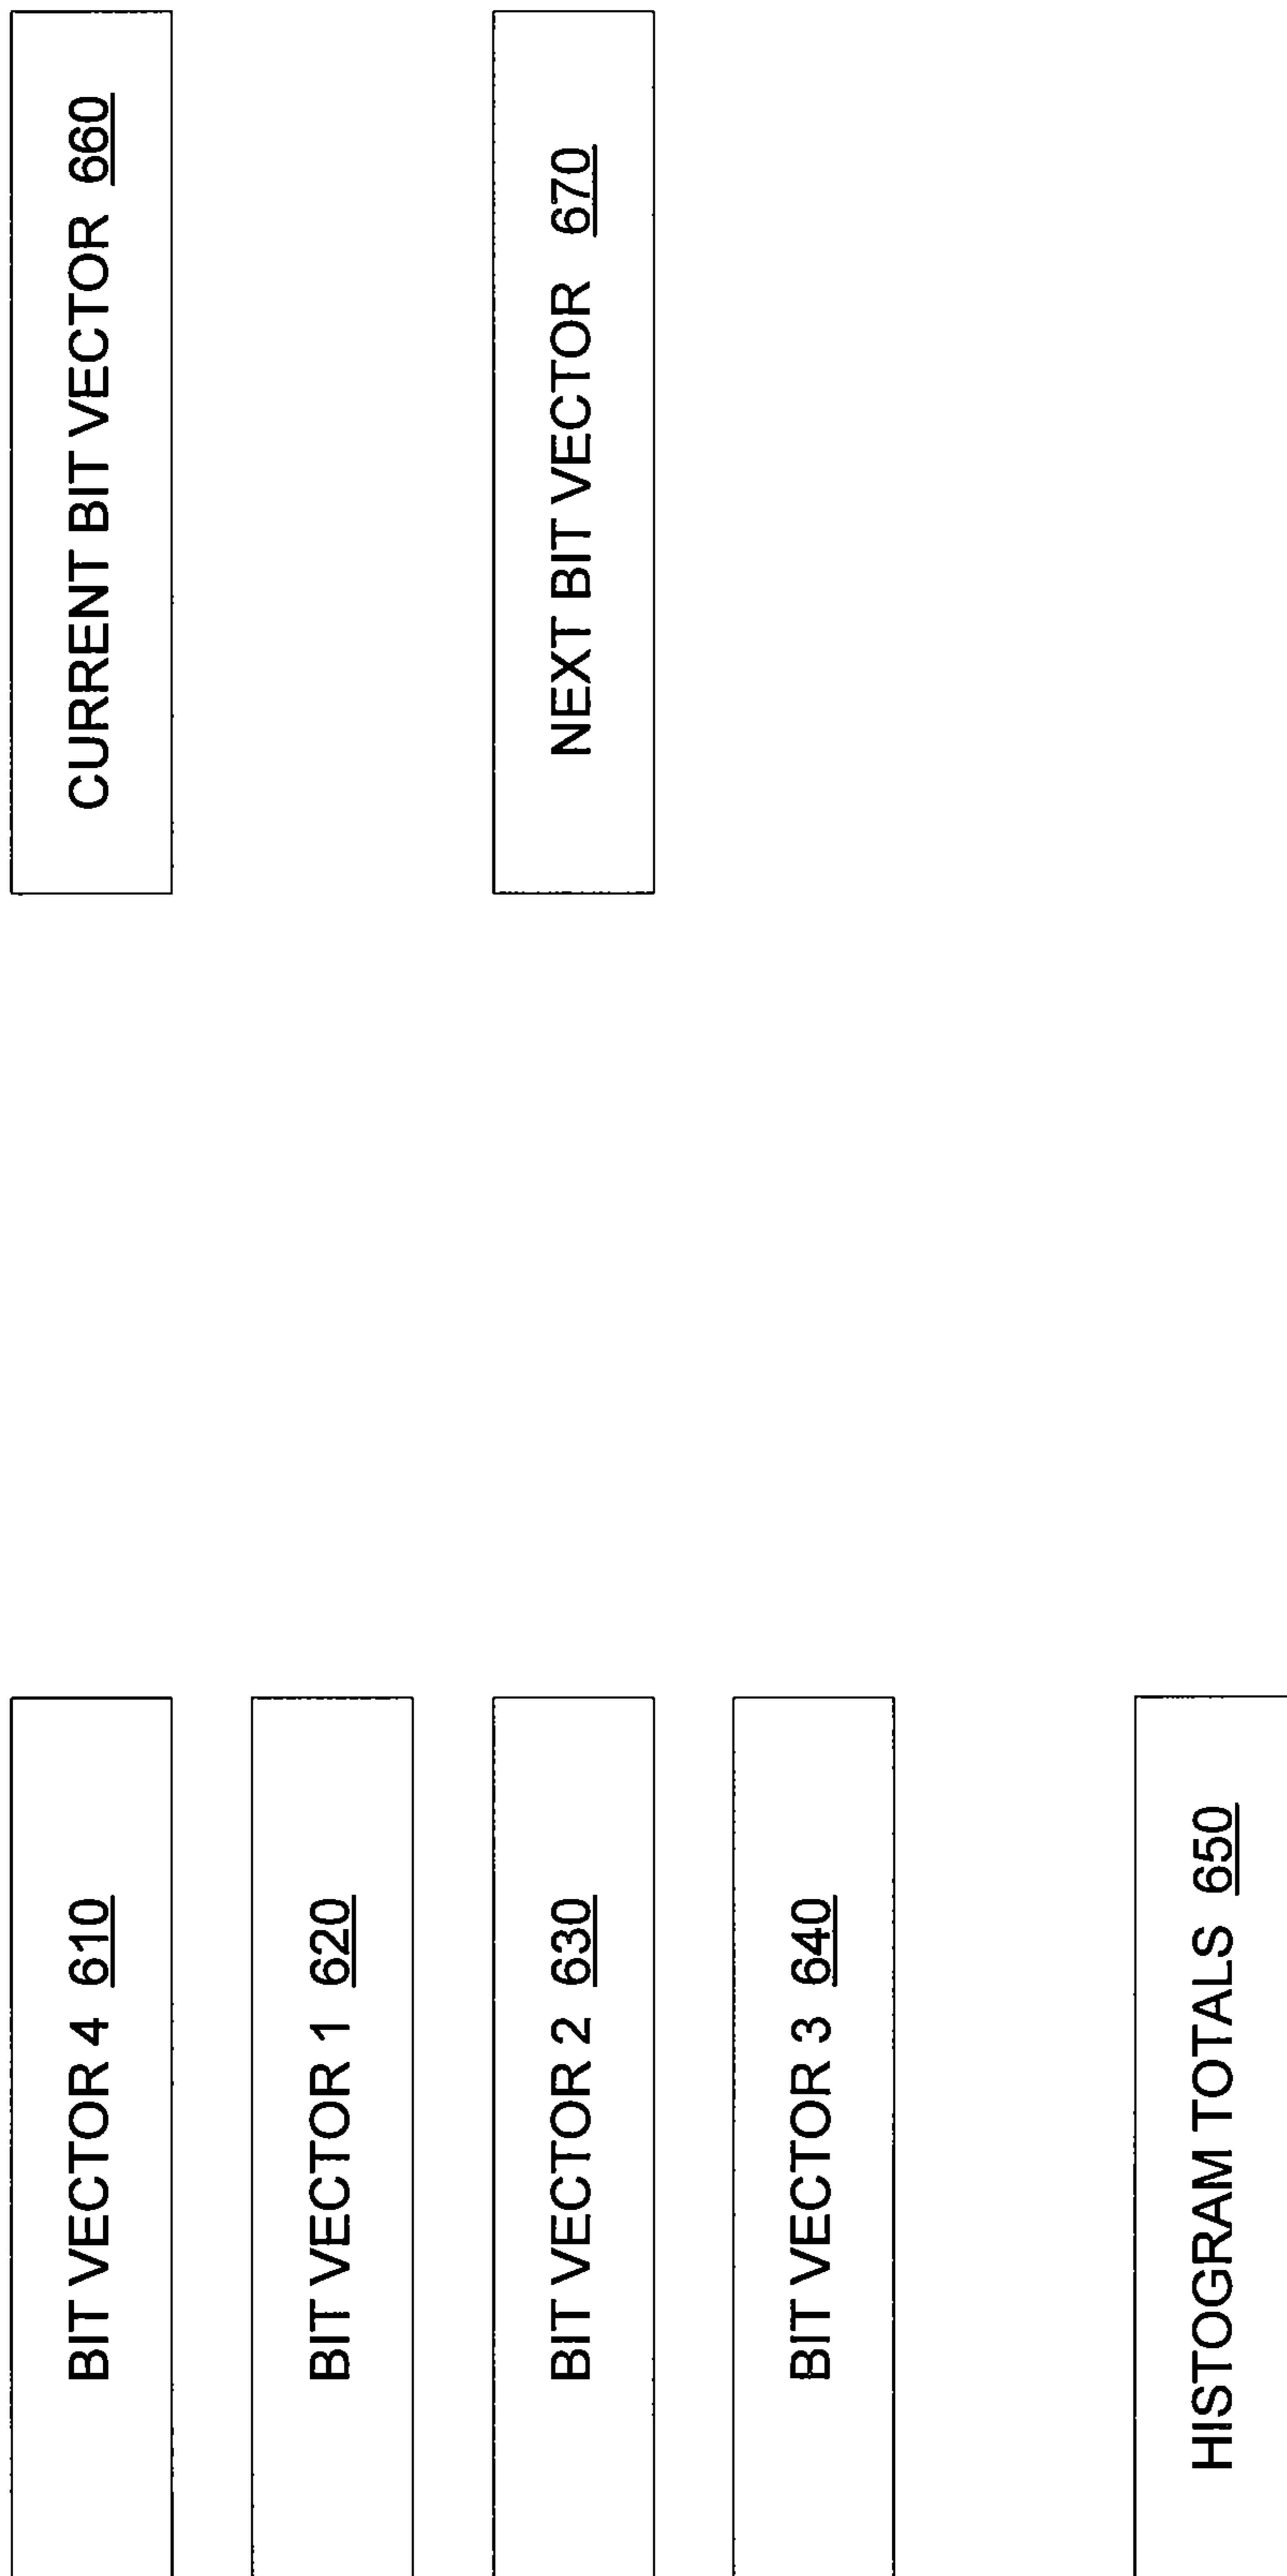 BIT VECTOR 4 610
CURRENT BIT VECTOR 660
BIT VECTOR 1 620
BIT VECTOR 2 630
NEXT BIT VECTOR 670
BIT VECTOR 3 640
HISTOGRAM TOTALS 650